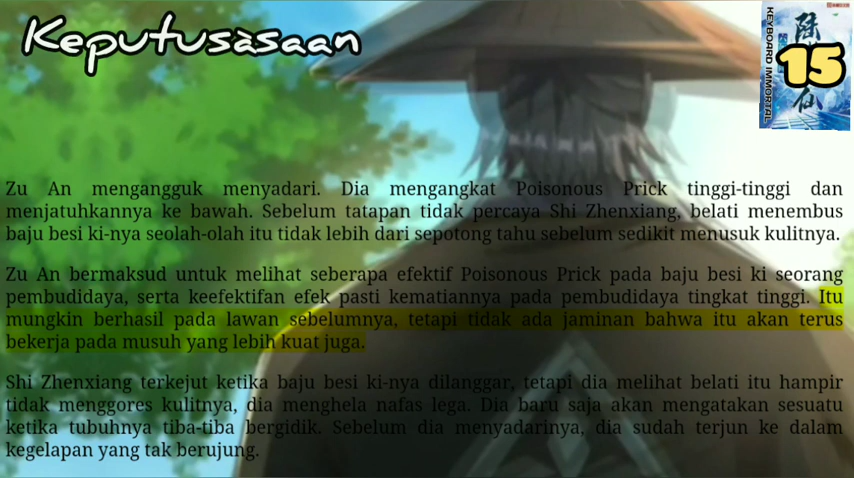 Keputusasaan
KEYBOARD IMMORTAL
15
Zu An mengangguk menyadari. Dia mengangkat Poisonous Prick tinggi-tinggi dan
menjatuhkannya ke bawah. Sebelum tatapan tidak percaya Shi Zhenxiang, belati menembus
baju besi ki-nya seolah-olah itu tidak lebih dari sepotong tahu sebelum sedikit menusuk kulitnya.
Zu An bermaksud untuk melihat seberapa efektif Poisonous Prick pada baju besi ki seorang
pembudidaya, serta keefektifan efek pasti kematiannya pada pembudidaya tingkat tinggi. Itu
mungkin berhasil pada lawan sebelumnya, tetapi tidak ada jaminan bahwa itu akan terus
bekerja pada musuh yang lebih kuat juga.
Shi Zhenxiang terkejut ketika baju besi ki-nya dilanggar, tetapi dia melihat belati itu hampir
tidak menggores kulitnya, dia menghela nafas lega. Dia baru saja akan mengatakan sesuatu
ketika tubuhnya tiba-tiba bergidik. Sebelum dia menyadarinya, dia sudah terjun ke dalam
kegelapan yang tak berujung.